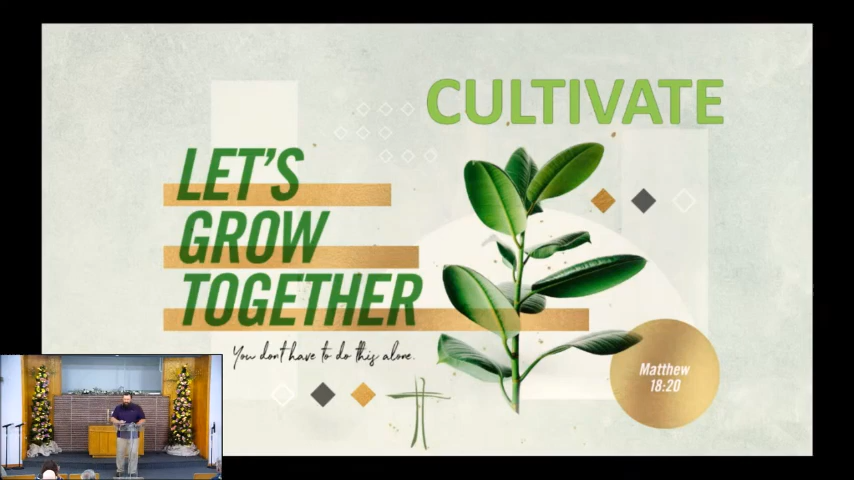 CULTIVATE
LET'S
GROW
TOGETHER
You don't have to do this alone.
Matthew
18:20